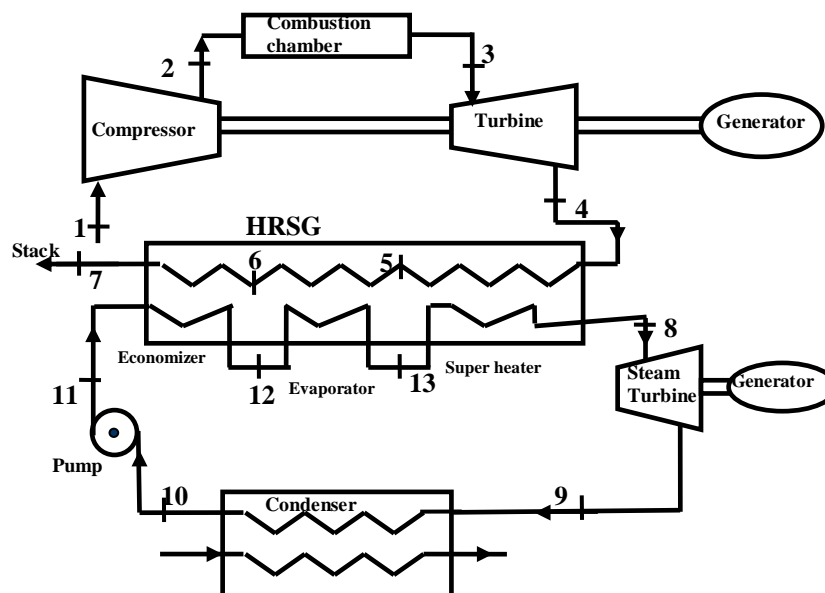 Combustion
chamber
2
3
Compressor
Turbine
Generator
1
4
HRSG
Stack
6
5
7
8
Economizer
Super heater
12
Evaporator
13
Steam
Turbine
Generator
11
Pump
10
Condenser
9